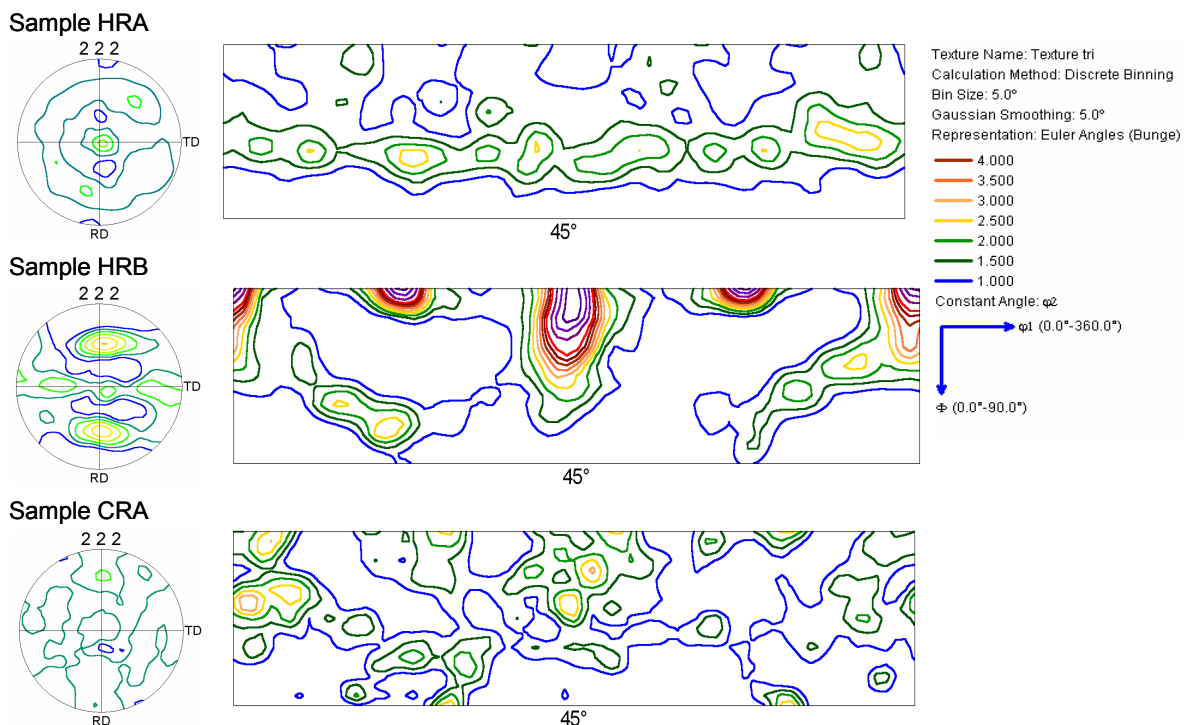 Sample HRA
2 2 2
TD
RD
45°
Sample HRB
2 2 2
TD
RD
45°
Sample CRA
2 2 2
TD
RD
45°
Texture Name: Texture tri
Calculation Method: Discrete Binning
Bin Size: 5.0°
Gaussian Smoothing: 5.0°
Representation: Euler Angles (Bunge)
4.000
3.500
3.000
2.500
2.000
1.500
1.000
Constant Angle: φ2
φ1 (0.0°-360.0°)
Φ (0.0°-90.0°)